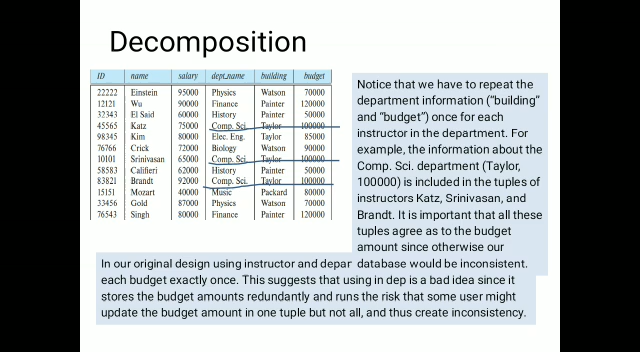 Decomposition
ID name salary dept_name building budget
22222 Einstein 95000 Physics Watson 70000
12121 Wu 90000 Finance Painter 120000
32343 El Said 60000 History Painter 50000
45565 Katz 75000 Comp. Sci. Taylor 100000
98345 Kim 80000 Elec. Eng. Taylor 85000
76766 Crick 72000 Biology Watson 90000
10101 Srinivasan 65000 Comp. Sci. Taylor 100000
58583 Califieri 62000 History Painter 50000
83821 Brandt 92000 Comp. Sci. Taylor 100000
15151 Mozart 40000 Music Packard 80000
33456 Gold 87000 Physics Watson 70000
76543 Singh 80000 Finance Painter 120000
Notice that we have to repeat the
department information (“building”
and “budget”) once for each
instructor in the department. For
example, the information about the
Comp. Sci. department (Taylor,
100000) is included in the tuples of
instructors Katz, Srinivasan, and
Brandt. It is important that all these
tuples agree as to the budget
amount since otherwise our
database would be inconsistent.
In our original design using instructor and depar
each budget exactly once. This suggests that using in dep is a bad idea since it
stores the budget amounts redundantly and runs the risk that some user might
update the budget amount in one tuple but not all, and thus create inconsistency.